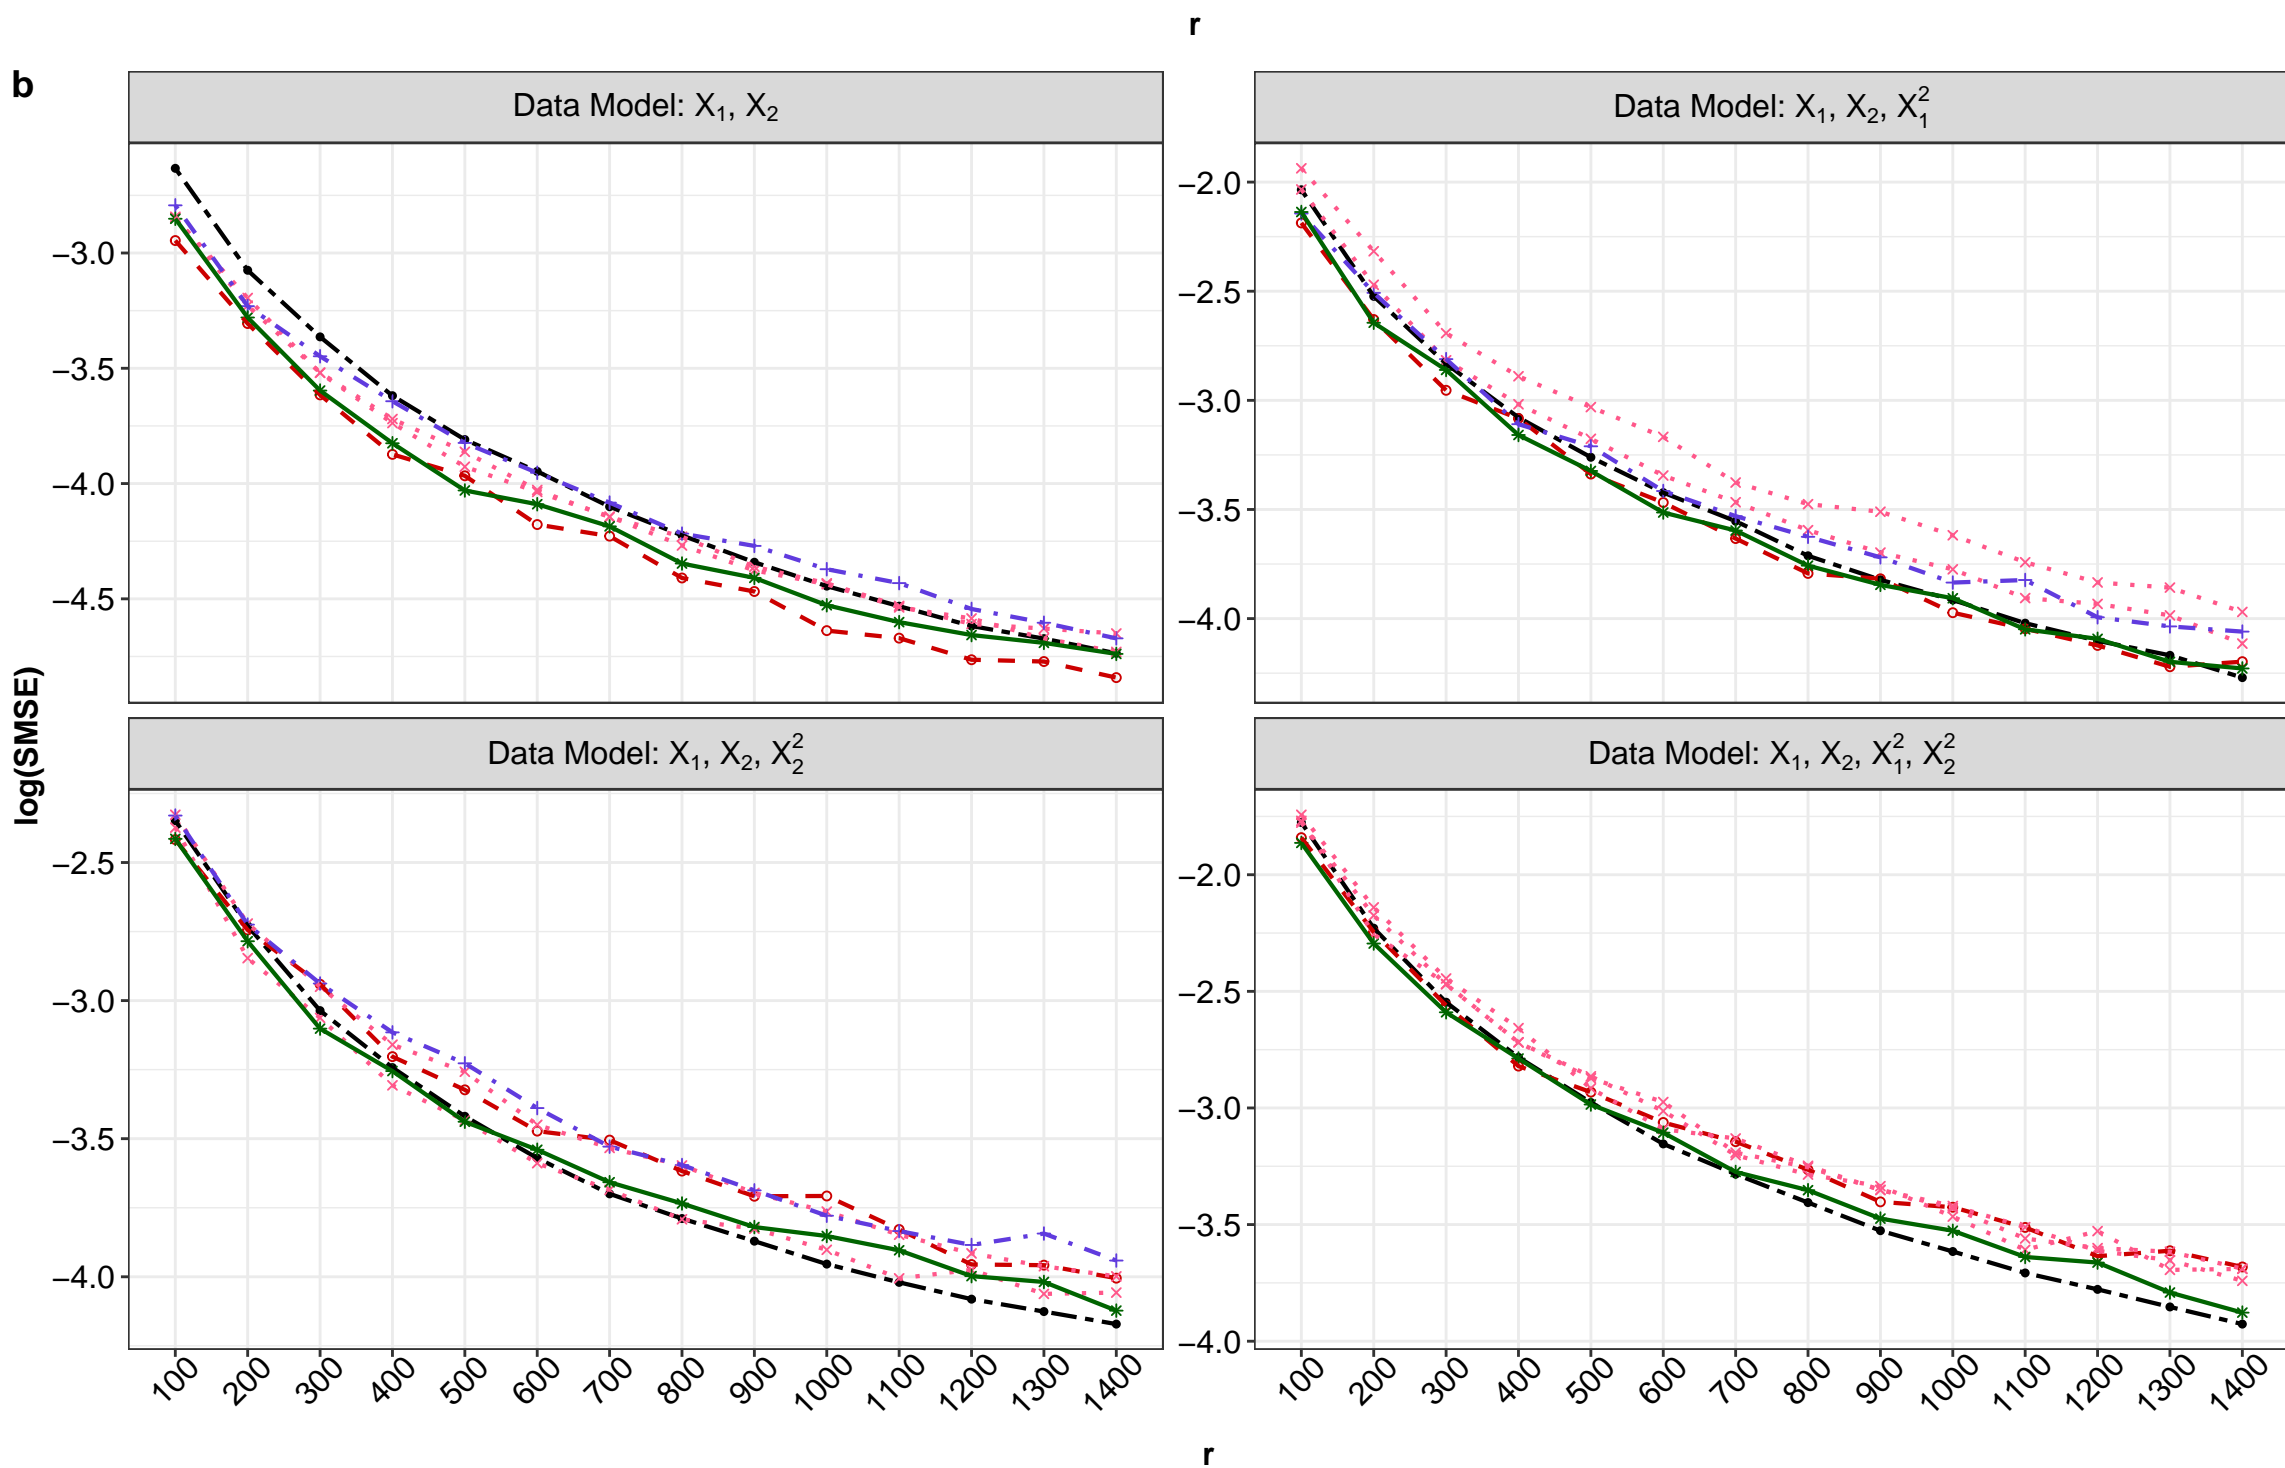 r
b
Data Model: X₁, X₂
Data Model: X₁, X₂, X₁²
−3.0
−3.5
−4.0
−4.5
−2.0
−2.5
−3.0
−3.5
−4.0
log(SMSE)
Data Model: X₁, X₂, X₂²
Data Model: X₁, X₂, X₁², X₂²
−2.5
−3.0
−3.5
−4.0
−2.0
−2.5
−3.0
−3.5
−4.0
100 200 300 400 500 600 700 800 900 1000 1100 1200 1300 1400
100 200 300 400 500 600 700 800 900 1000 1100 1200 1300 1400
r